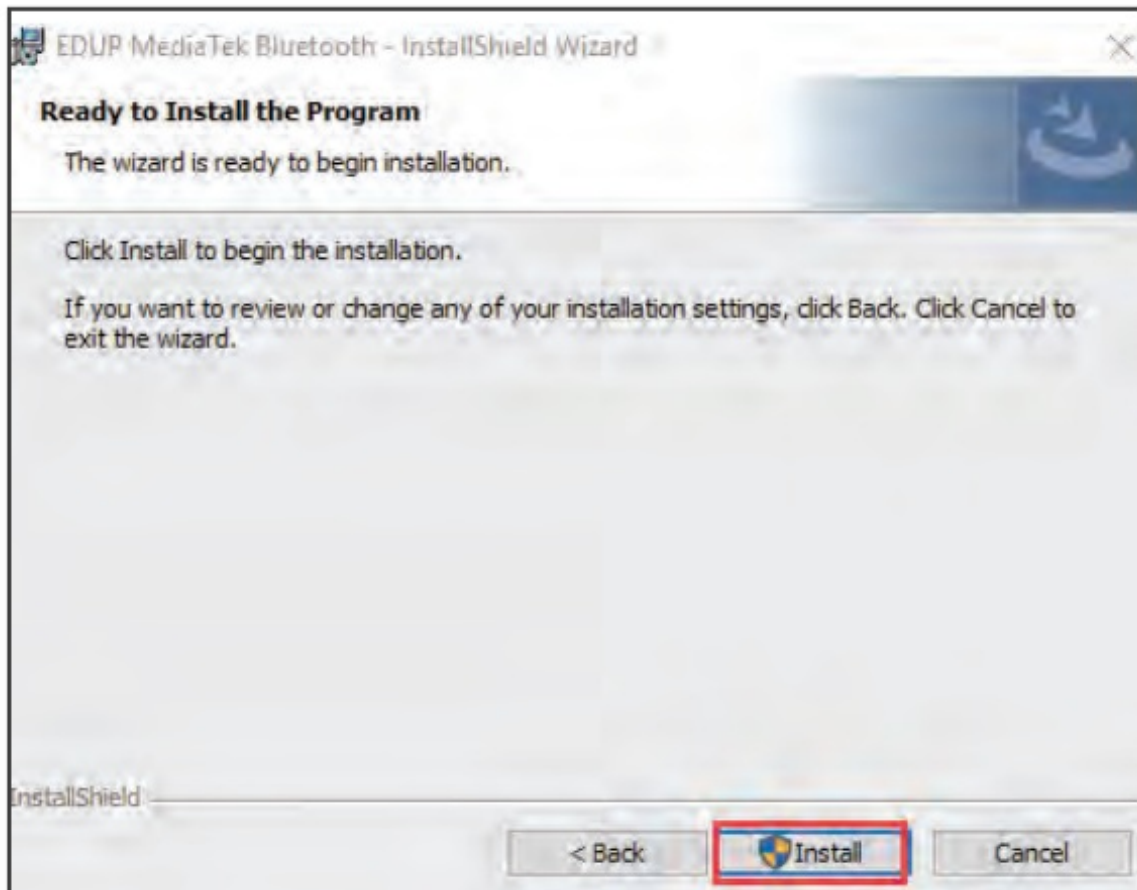 EDUP MediaTek Bluetooth - InstallShield Wizard
Ready to Install the Program
The wizard is ready to begin installation.
Click Install to begin the installation.
If you want to review or change any of your installation settings, click Back. Click Cancel to
exit the wizard.
InstallShield
< Back
Install
Cancel